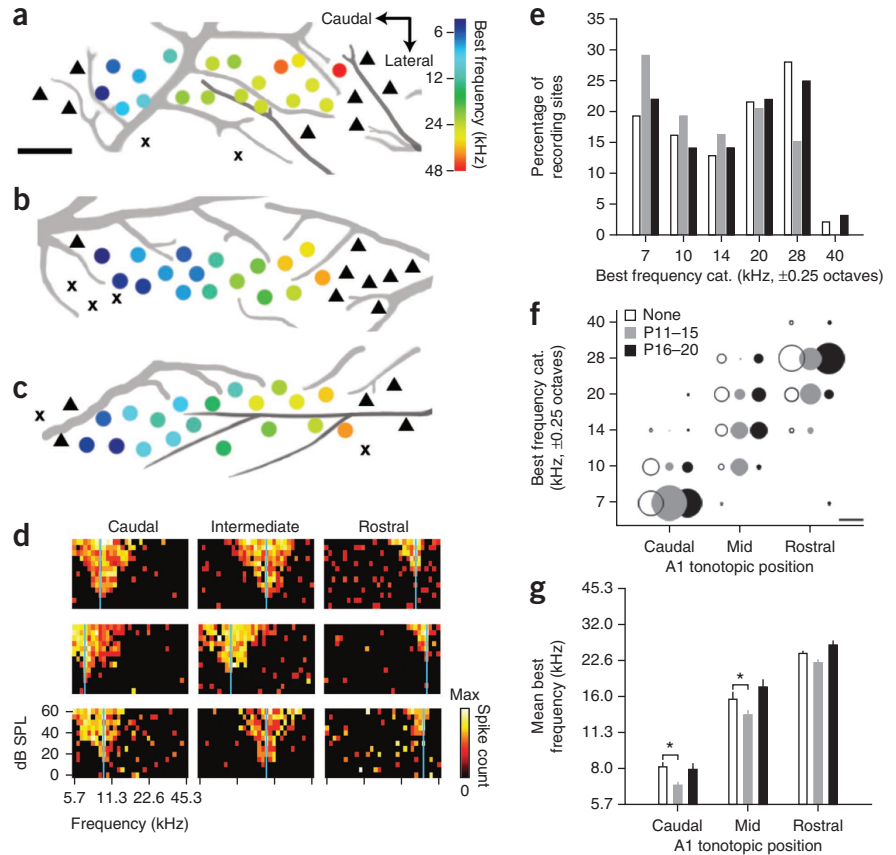 a
Caudal
Lateral
Best frequency (kHz)
6
12
24
48
x
x
b
x
x
x
c
x
x
d
Caudal
Intermediate
Rostral
dB SPL
60
40
20
0
5.7
11.3
22.6
45.3
Frequency (kHz)
Max
Spike count
0
e
Percentage of
recording sites
35
30
25
20
15
10
5
0
7
10
14
20
28
40
Best frequency cat. (kHz, ±0.25 octaves)
f
None
P11–15
P16–20
Best frequency cat.
(kHz, ±0.25 octaves)
40
28
20
14
10
7
Caudal
Mid
Rostral
A1 tonotopic position
g
Mean best
frequency (kHz)
45.3
32.0
22.6
16.0
11.3
8.0
5.7
*
*
Caudal
Mid
Rostral
A1 tonotopic position